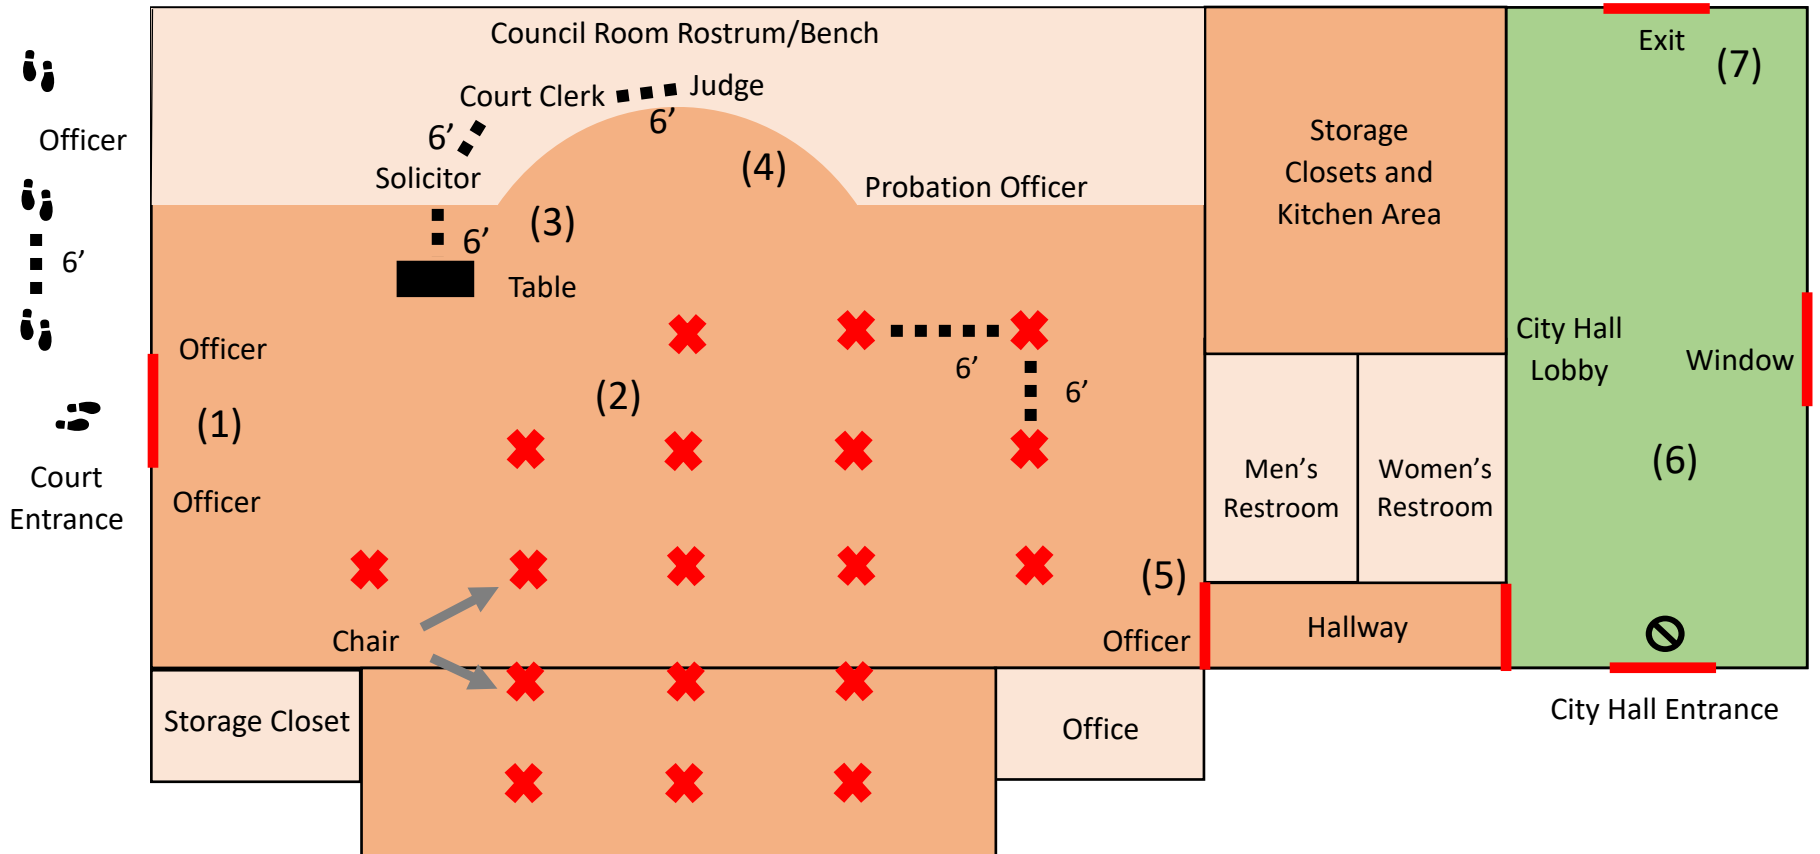 Council Room Rostrum/Bench
Exit
(7)
Court Clerk
Judge
6’
6’
Officer
Storage
Closets and
Kitchen Area
(4)
Solicitor
Probation Officer
(3)
6’
6’
Table
Officer
City Hall
Lobby
Window
6’
6’
(2)
(1)
Court
Entrance
Officer
Men’s
Restroom
Women’s
Restroom
(6)
(5)
Chair
Officer
Hallway
Storage Closet
Office
City Hall Entrance